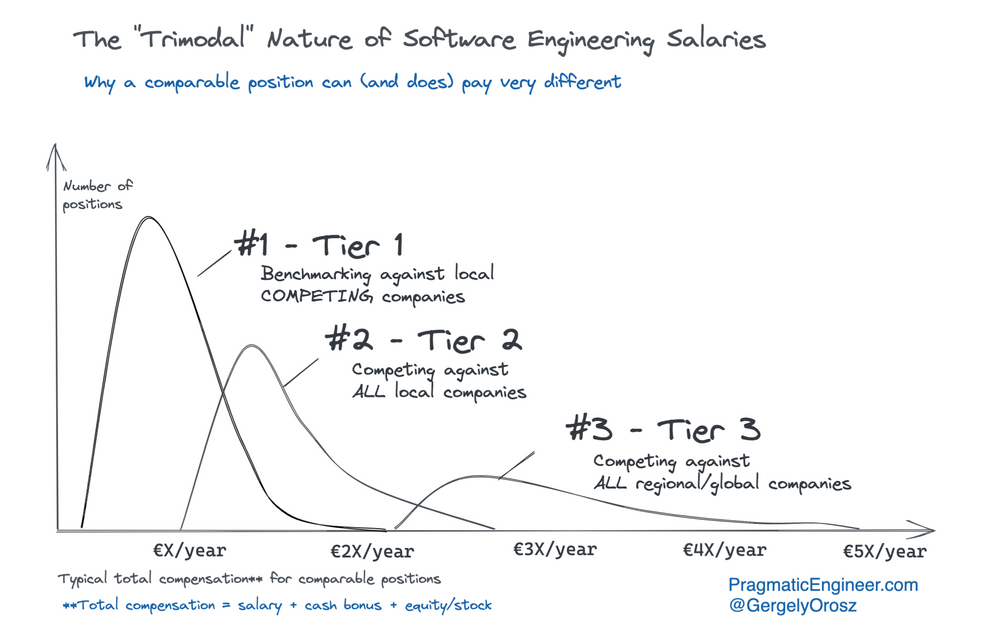 The "Trimodal" Nature of Software Engineering Salaries
Why a comparable position can (and does) pay very different
Number of
positions
#1 - Tier 1
Benchmarking against local
COMPETING companies
#2 - Tier 2
Competing against
ALL local companies
#3 - Tier 3
Competing against
ALL regional/global companies
€X/year €2X/year €3X/year €4X/year €5X/year
Typical total compensation** for comparable positions
**Total compensation = salary + cash bonus + equity/stock
PragmaticEngineer.com
@GergelyOrosz